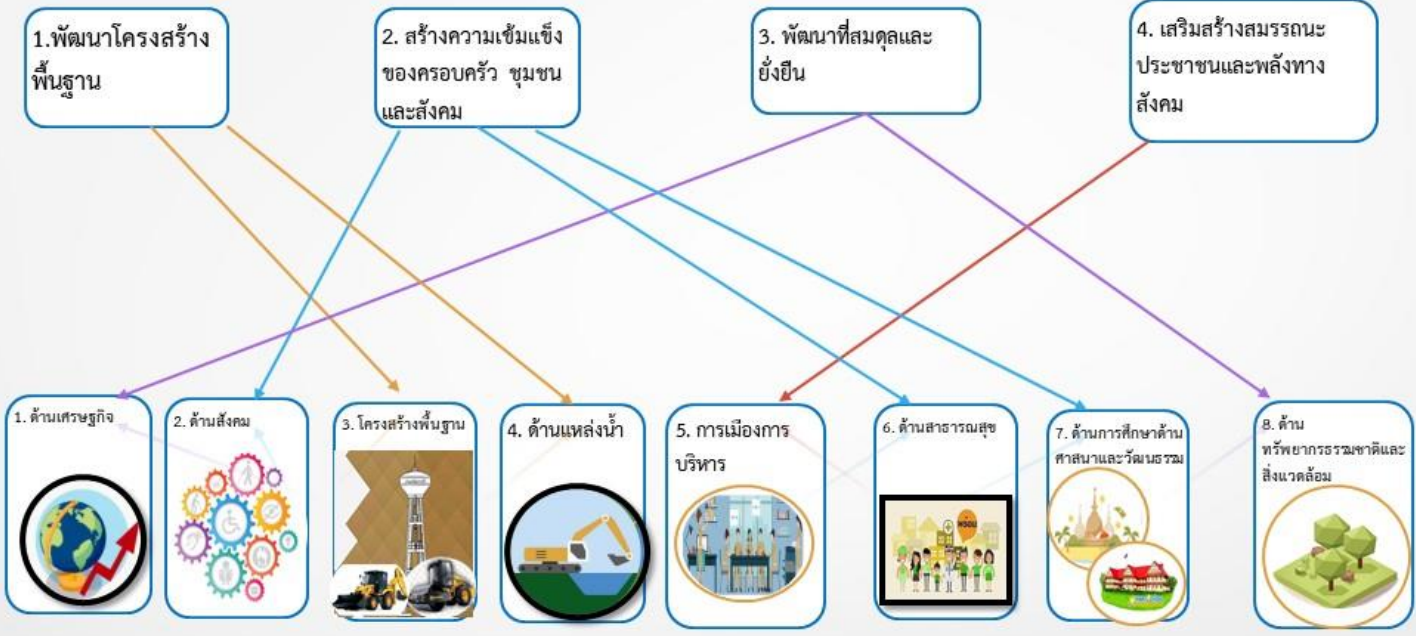 1.พัฒนาโครงสร้าง
พื้นฐาน
2. สร้างความเข้มแข็ง
ของครอบครัว ชุมชน
และสังคม
3. พัฒนาที่สมดุลและ
ยั่งยืน
4. เสริมสร้างสมรรถนะ
ประชาชนและพลังทาง
สังคม
1. ด้านเศรษฐกิจ
2. ด้านสังคม
3. โครงสร้างพื้นฐาน
4. ด้านแหล่งน้ำ
5. การเมืองการ
บริหาร
6. ด้านสาธารณสุข
7. ด้านการศึกษาด้าน
ศาสนาและวัฒนธรรม
8. ด้าน
ทรัพยากรธรรมชาติและ
สิ่งแวดล้อม